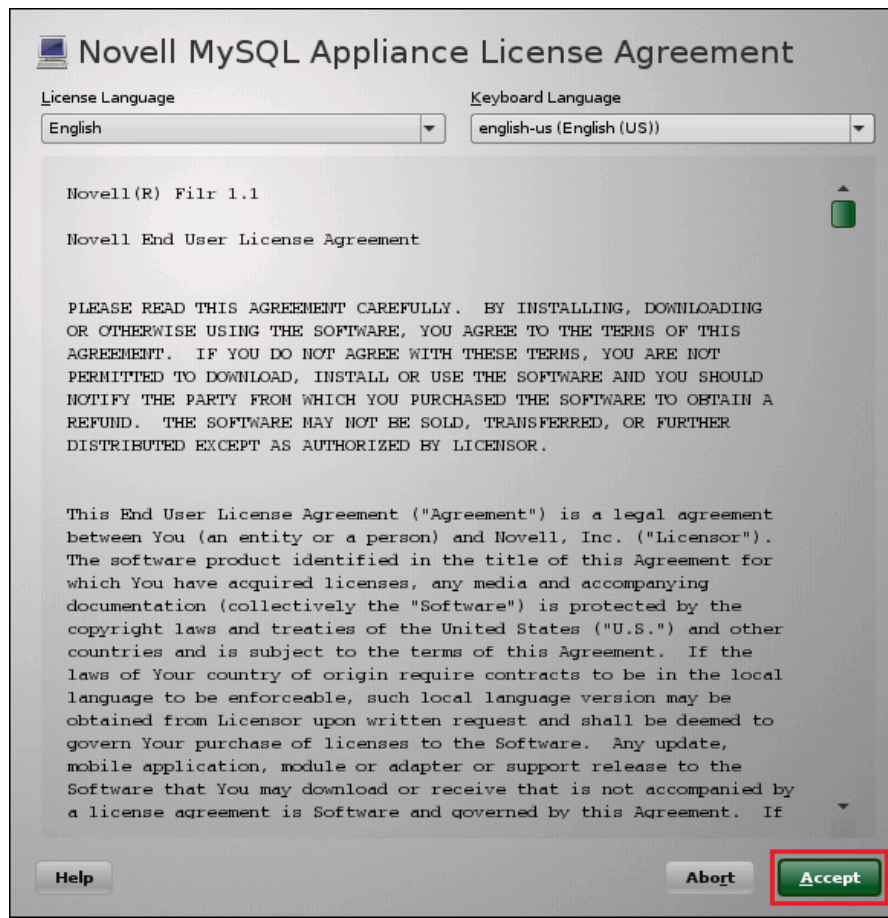 Novell MySQL Appliance License Agreement
License Language
Keyboard Language
English
english-us (English (US))
Novell(R) Filr 1.1
Novell End User License Agreement
PLEASE READ THIS AGREEMENT CAREFULLY.  BY INSTALLING, DOWNLOADING
OR OTHERWISE USING THE SOFTWARE, YOU AGREE TO THE TERMS OF THIS
AGREEMENT.  IF YOU DO NOT AGREE WITH THESE TERMS, YOU ARE NOT
PERMITTED TO DOWNLOAD, INSTALL OR USE THE SOFTWARE AND YOU SHOULD
NOTIFY THE PARTY FROM WHICH YOU PURCHASED THE SOFTWARE TO OBTAIN A
REFUND.  THE SOFTWARE MAY NOT BE SOLD, TRANSFERRED, OR FURTHER
DISTRIBUTED EXCEPT AS AUTHORIZED BY LICENSOR.
This End User License Agreement ("Agreement") is a legal agreement
between You (an entity or a person) and Novell, Inc. ("Licensor").
The software product identified in the title of this Agreement for
which You have acquired licenses, any media and accompanying
documentation (collectively the "Software") is protected by the
copyright laws and treaties of the United States ("U.S.") and other
countries and is subject to the terms of this Agreement.  If the
laws of Your country of origin require contracts to be in the local
language to be enforceable, such local language version may be
obtained from Licensor upon written request and shall be deemed to
govern Your purchase of licenses to the Software.  Any update,
mobile application, module or adapter or support release to the
Software that You may download or receive that is not accompanied by
a license agreement is Software and governed by this Agreement.  If
Help
Abort
Accept